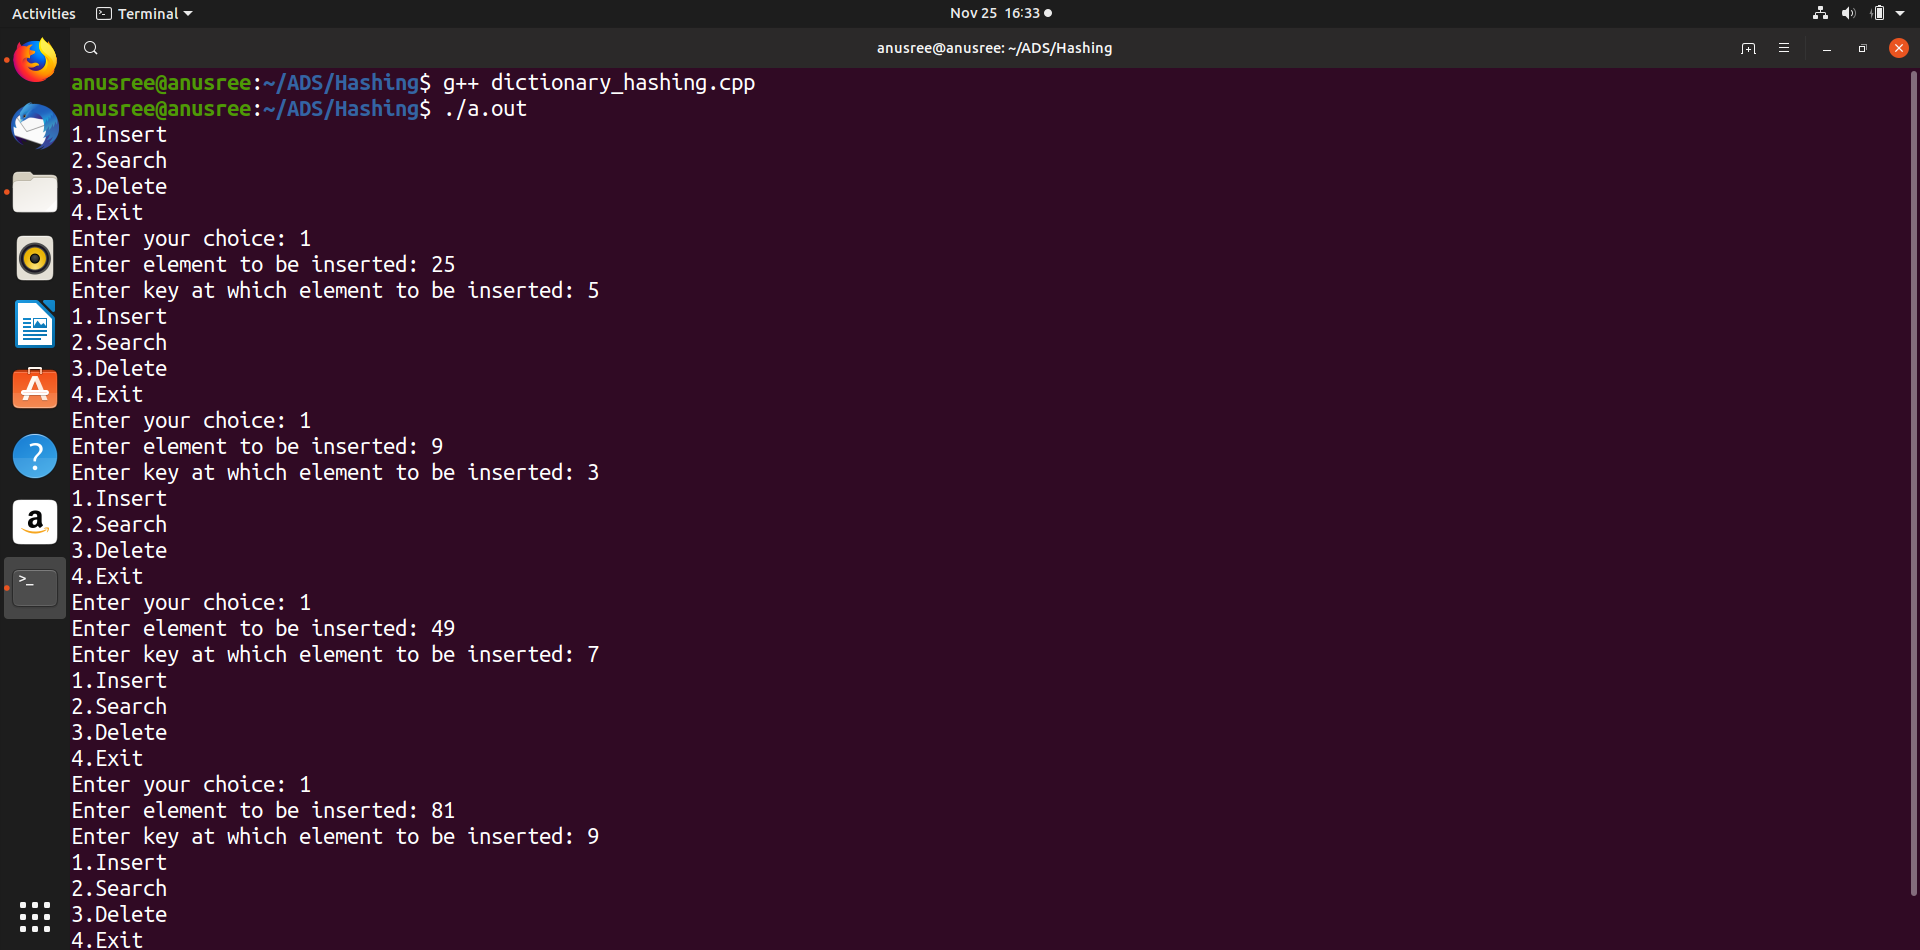 Activities Terminal Nov 25 16:33
anusree@anusree: ~/ADS/Hashing
anusree@anusree:~/ADS/Hashing$ g++ dictionary_hashing.cpp
anusree@anusree:~/ADS/Hashing$ ./a.out
1.Insert
2.Search
3.Delete
4.Exit
Enter your choice: 1
Enter element to be inserted: 25
Enter key at which element to be inserted: 5
1.Insert
2.Search
3.Delete
4.Exit
Enter your choice: 1
Enter element to be inserted: 9
Enter key at which element to be inserted: 3
1.Insert
2.Search
3.Delete
4.Exit
Enter your choice: 1
Enter element to be inserted: 49
Enter key at which element to be inserted: 7
1.Insert
2.Search
3.Delete
4.Exit
Enter your choice: 1
Enter element to be inserted: 81
Enter key at which element to be inserted: 9
1.Insert
2.Search
3.Delete
4.Exit